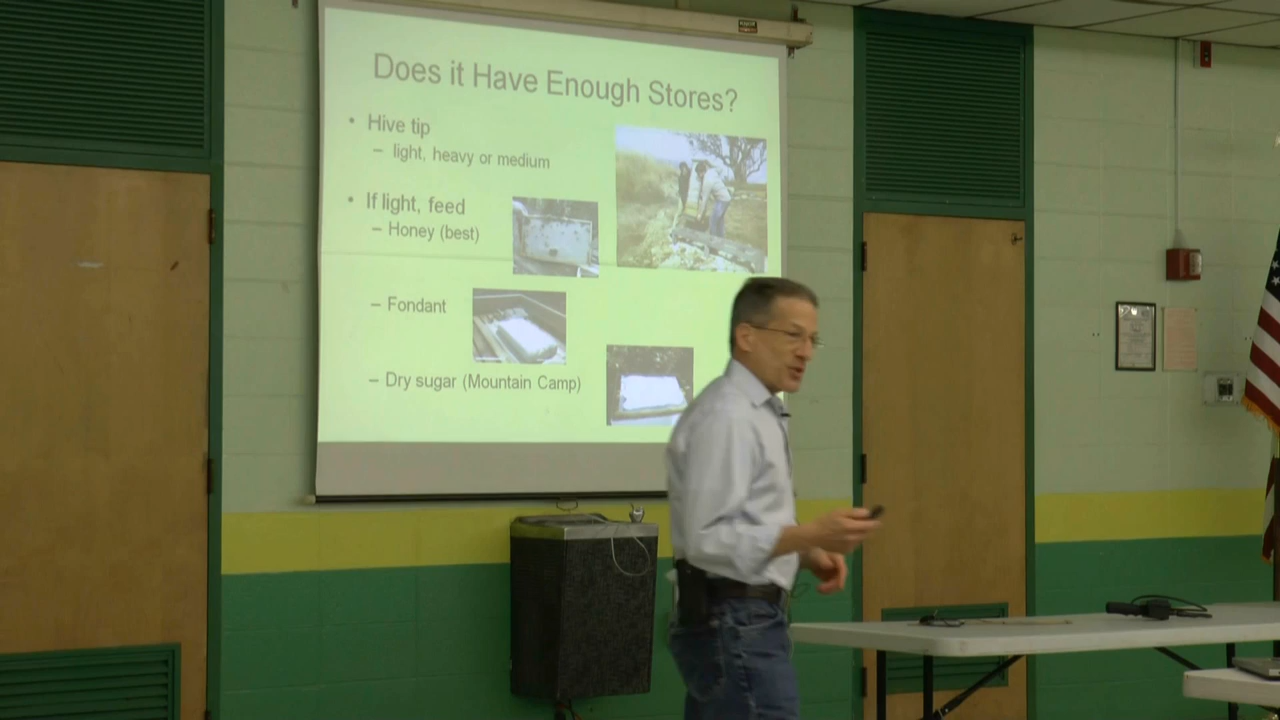 Does it Have Enough Stores?
• Hive tip
– light, heavy or medium
• If light, feed
– Honey (best)
– Fondant
– Dry sugar (Mountain Camp)